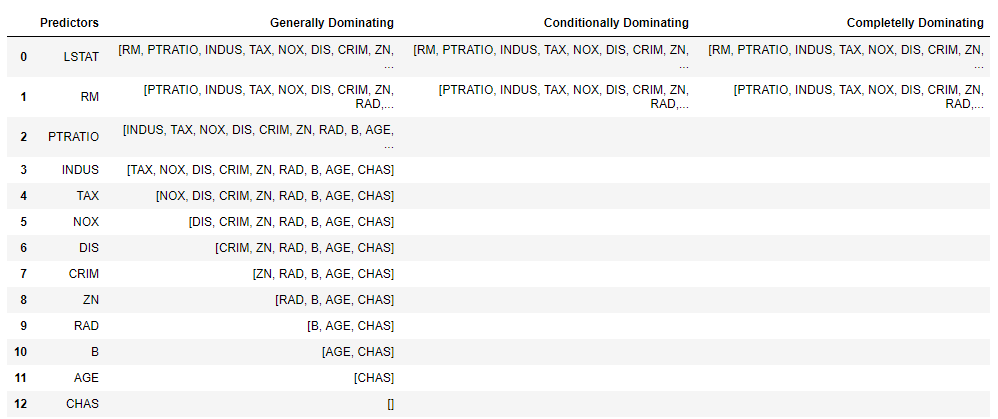 Predictors Generally Dominating Conditionally Dominating Completelly Dominating
0 LSTAT [RM, PTRATIO, INDUS, TAX, NOX, DIS, CRIM, ZN, [RM, PTRATIO, INDUS, TAX, NOX, DIS, CRIM, ZN, [RM, PTRATIO, INDUS, TAX, NOX, DIS, CRIM, ZN,
... ... ...
1 RM [PTRATIO, INDUS, TAX, NOX, DIS, CRIM, ZN, [PTRATIO, INDUS, TAX, NOX, DIS, CRIM, ZN, [PTRATIO, INDUS, TAX, NOX, DIS, CRIM, ZN,
RAD,... RAD,... RAD,...
2 PTRATIO [INDUS, TAX, NOX, DIS, CRIM, ZN, RAD, B, AGE,
...
3 INDUS [TAX, NOX, DIS, CRIM, ZN, RAD, B, AGE, CHAS]
4 TAX [NOX, DIS, CRIM, ZN, RAD, B, AGE, CHAS]
5 NOX [DIS, CRIM, ZN, RAD, B, AGE, CHAS]
6 DIS [CRIM, ZN, RAD, B, AGE, CHAS]
7 CRIM [ZN, RAD, B, AGE, CHAS]
8 ZN [RAD, B, AGE, CHAS]
9 RAD [B, AGE, CHAS]
10 B [AGE, CHAS]
11 AGE [CHAS]
12 CHAS []